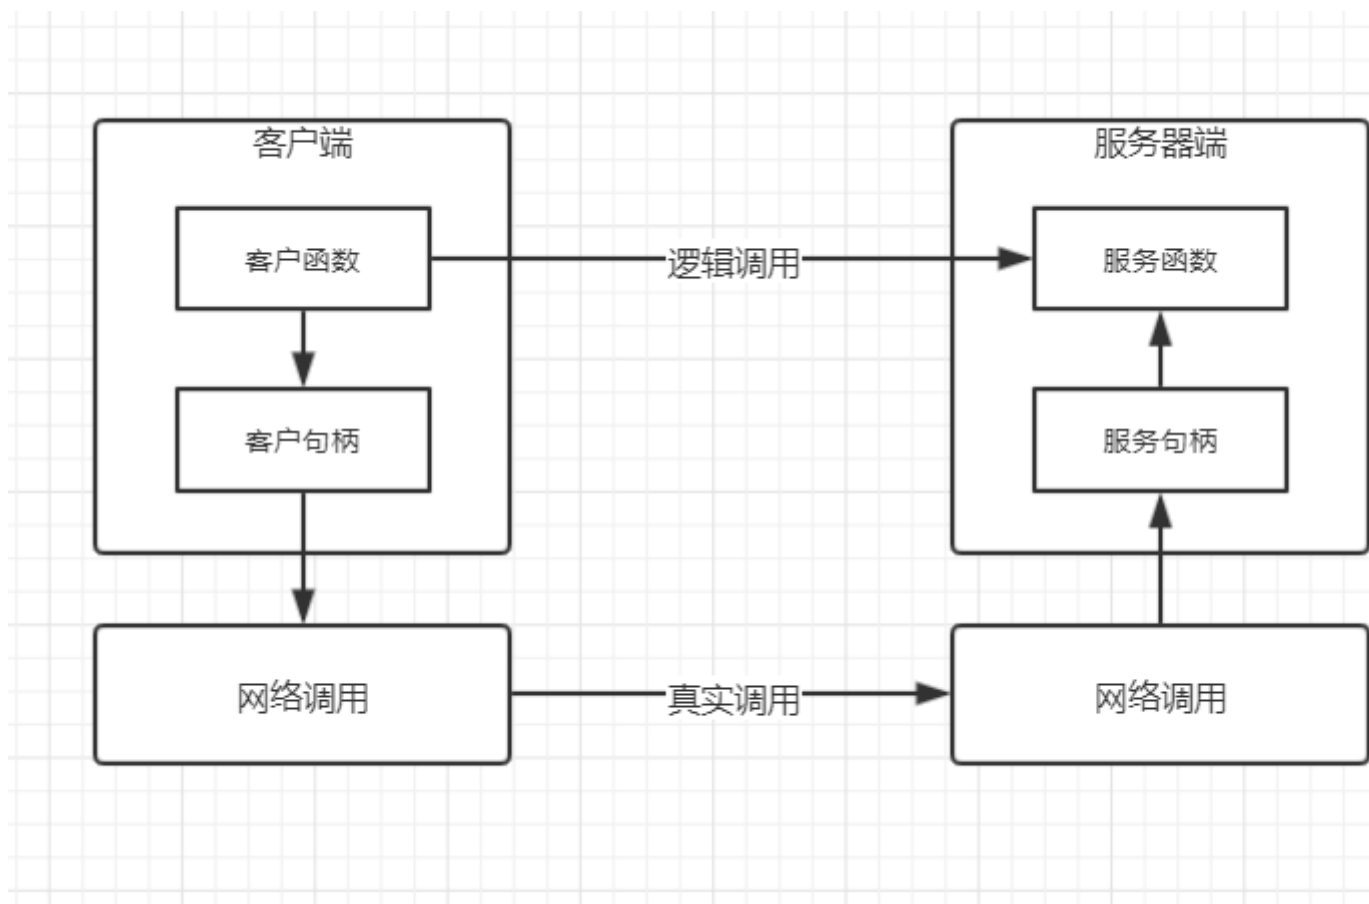 客户端
服务器端
客户函数
逻辑调用
服务函数
客户句柄
服务句柄
网络调用
真实调用
网络调用